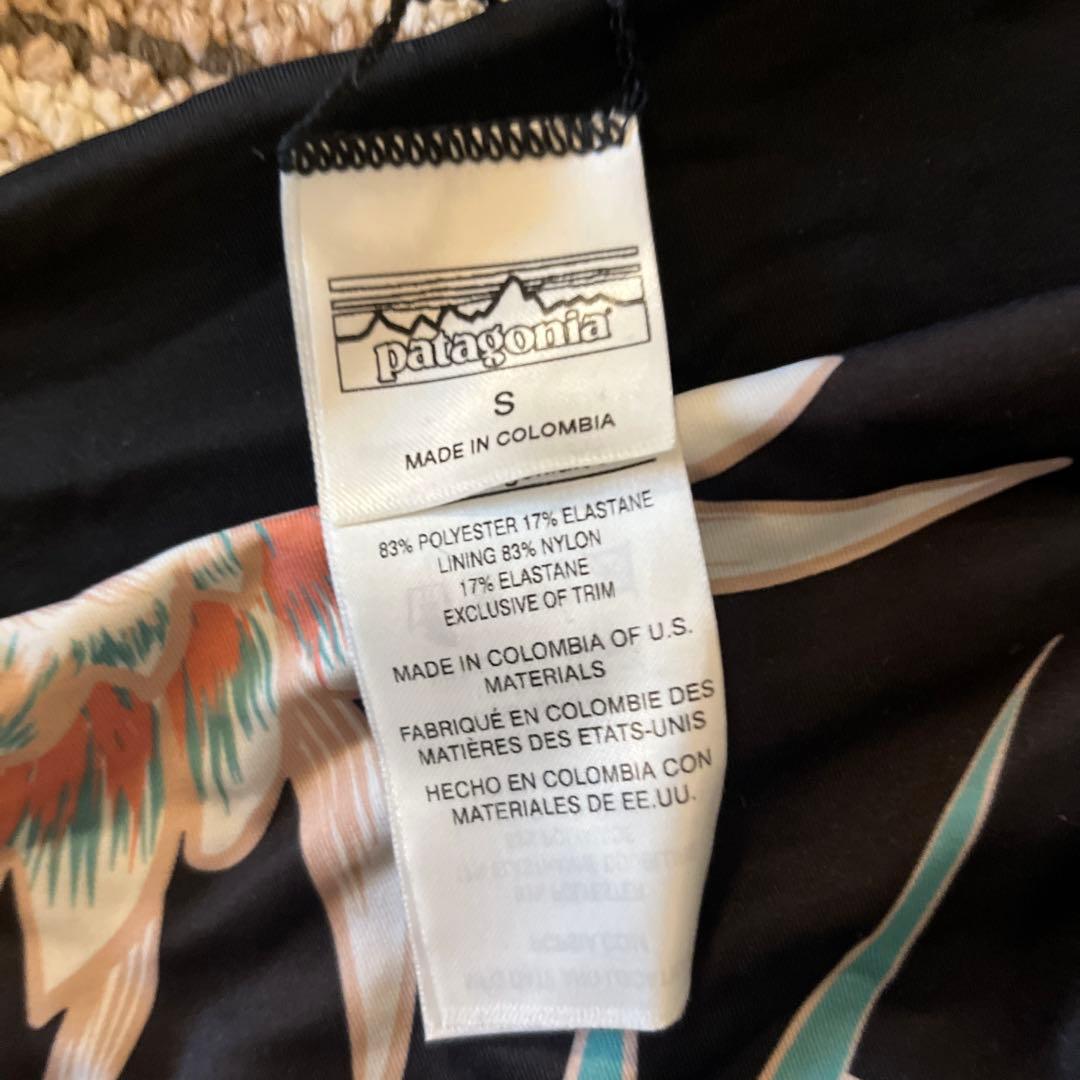 patagonia
S
MADE IN COLOMBIA
83% POLYESTER 17% ELASTANE
LINING 83% NYLON
17% ELASTANE
EXCLUSIVE OF TRIM
MADE IN COLOMBIA OF U.S.
MATERIALS
FABRIQUÉ EN COLOMBIE DES
MATIÈRES DES ETATS-UNIS
HECHO EN COLOMBIA CON
MATERIALES DE EE.UU.